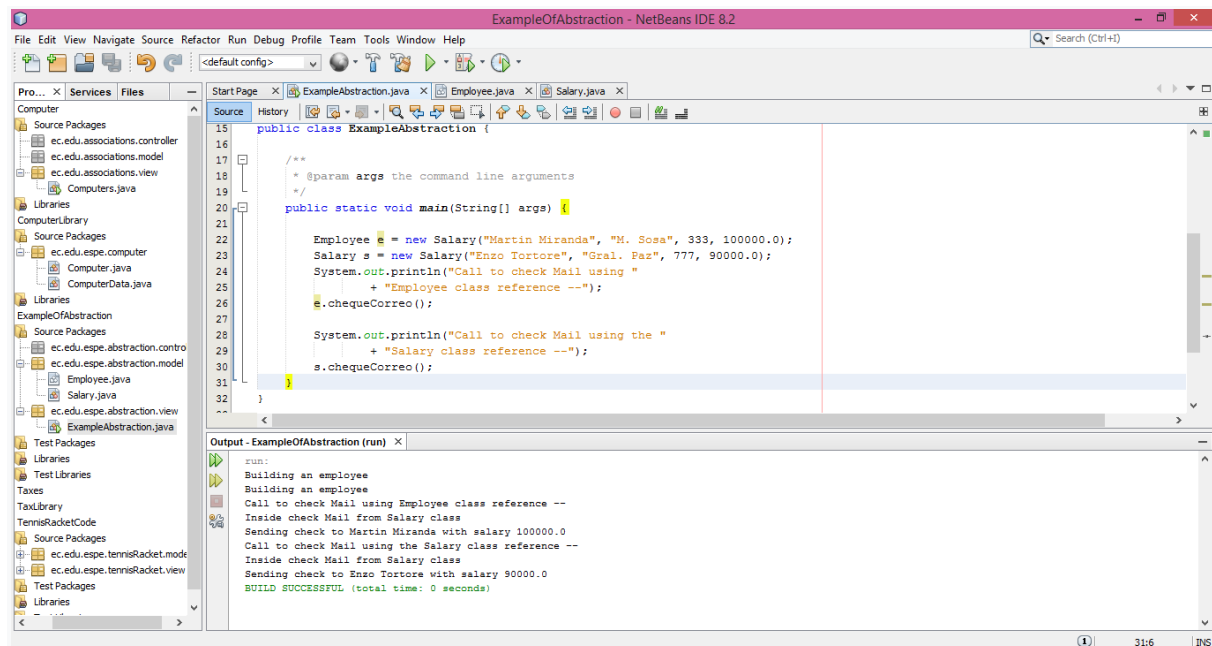 ExampleOfAbstraction - NetBeans IDE 8.2
File Edit View Navigate Source Refactor Run Debug Profile Team Tools Window Help
Search (Ctrl+I)
<default config>
Pro... Services Files
Computer
Source Packages
ec.edu.associations.controller
ec.edu.associations.model
ec.edu.associations.view
Computers.java
Libraries
ComputerLibrary
Source Packages
ec.edu.espe.computer
Computer.java
ComputerData.java
Libraries
ExampleOfAbstraction
Source Packages
ec.edu.espe.abstraction.contro
ec.edu.espe.abstraction.model
Employee.java
Salary.java
ec.edu.espe.abstraction.view
ExampleAbstraction.java
Test Packages
Libraries
Test Libraries
Taxes
TaxLibrary
TennisRacketCode
Source Packages
ec.edu.espe.tennisRacket.mode
ec.edu.espe.tennisRacket.view
Test Packages
Libraries
Start Page ExampleAbstraction.java Employee.java Salary.java
Source History
15 public class ExampleAbstraction {
16
17 /**
18 * @param args the command line arguments
19 */
20 public static void main(String[] args) {
21
22 Employee e = new Salary("Martin Miranda", "M. Sosa", 333, 100000.0);
23 Salary s = new Salary("Enzo Tortore", "Gral. Paz", 777, 90000.0);
24 System.out.println("Call to check Mail using "
25 + "Employee class reference --");
26 e.chequeCorreo();
27
28 System.out.println("Call to check Mail using the "
29 + "Salary class reference --");
30 s.chequeCorreo();
31 }
32 }
Output - ExampleOfAbstraction (run)
run:
Building an employee
Building an employee
Call to check Mail using Employee class reference --
Inside check Mail from Salary class
Sending check to Martin Miranda with salary 100000.0
Call to check Mail using the Salary class reference --
Inside check Mail from Salary class
Sending check to Enzo Tortore with salary 90000.0
BUILD SUCCESSFUL (total time: 0 seconds)
1 31:6 INS